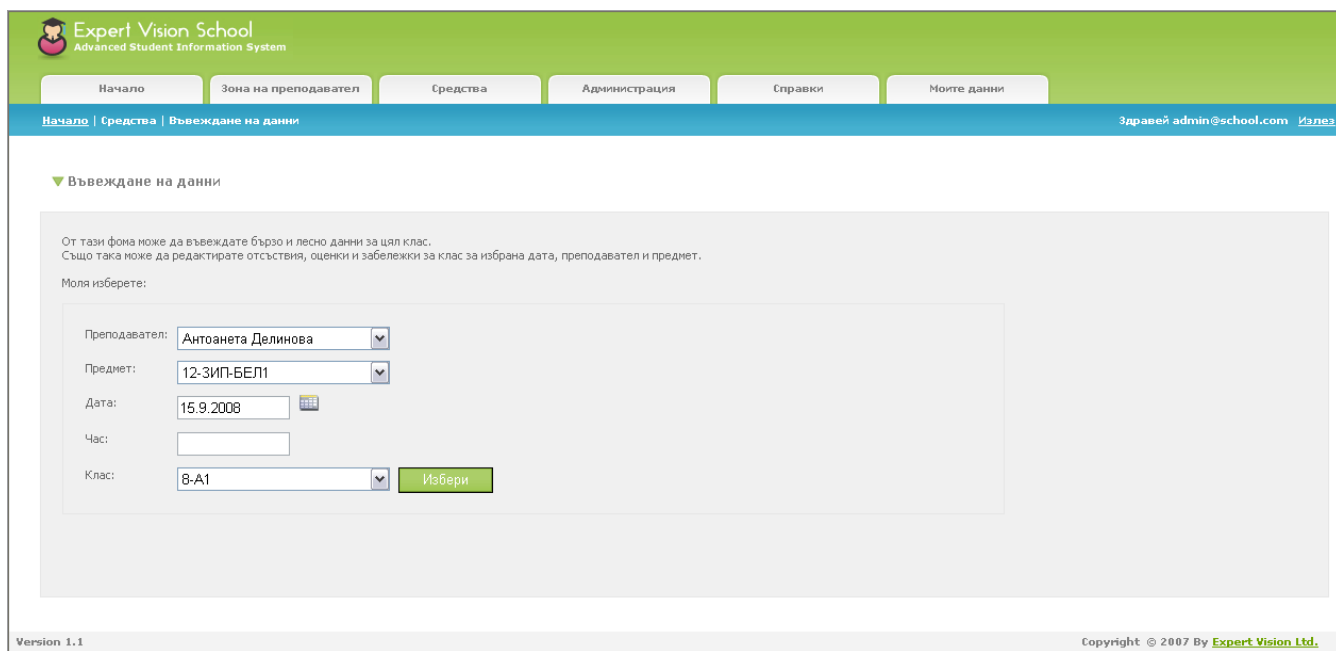 Expert Vision School
Advanced Student Information System
Начало Зона на преподавател Средства Администрация Справки Моите данни
Начало | Средства | Въвеждане на данни Здравей admin@school.com Излез
Въвеждане на данни
От тази фома може да въвеждате бързо и лесно данни за цял клас.
Също така може да редактирате отсъствия, оценки и забележки за клас за избрана дата, преподавател и предмет.
Моля изберете:
Преподавател: Антоанета Делинова
Предмет: 12-ЗИП-БЕЛ1
Дата: 15.9.2008
Час:
Клас: 8-А1 Избери
Version 1.1 Copyright © 2007 By Expert Vision Ltd.